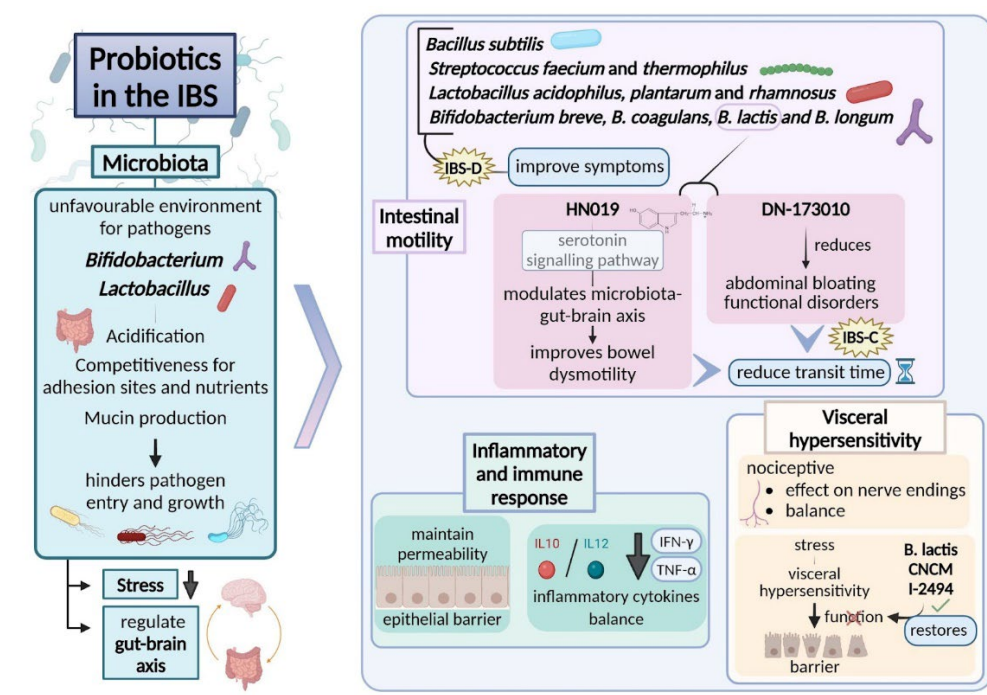 Probiotics
in the IBS
Microbiota
unfavourable environment
for pathogens
Bifidobacterium
Lactobacillus
Acidification
Competitiveness for
adhesion sites and nutrients
Mucin production
hinders pathogen
entry and growth
Stress
regulate
gut-brain
axis
Bacillus subtilis
Streptococcus faecium and thermophilus
Lactobacillus acidophilus, plantarum and rhamnosus
Bifidobacterium breve, B. coagulans, B. lactis and B. longum
IBS-D
improve symptoms
Intestinal
motility
HN019
serotonin
signalling pathway
modulates microbiota-
gut-brain axis
improves bowel
dysmotility
DN-173010
reduces
abdominal bloating
functional disorders
IBS-C
reduce transit time
Inflammatory
and immune
response
maintain
permeability
epithelial barrier
IL10 / IL12
IFN-γ
TNF-α
inflammatory cytokines
balance
Visceral
hypersensitivity
nociceptive
• effect on nerve endings
• balance
stress
visceral
hypersensitivity
function
barrier
B. lactis
CNCM
I-2494
restores